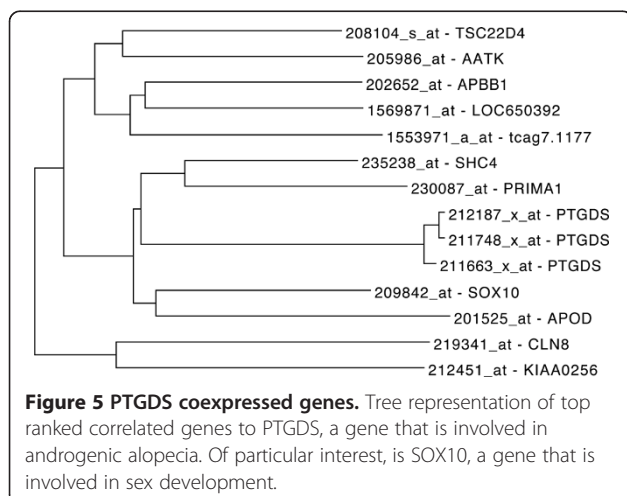 208104_s_at - TSC22D4
205986_at - AATK
202652_at - APBB1
1569871_at - LOC650392
1553971_a_at - tcag7.1177
235238_at - SHC4
230087_at - PRIMA1
212187_x_at - PTGDS
211748_x_at - PTGDS
211663_x_at - PTGDS
209842_at - SOX10
201525_at - APOD
219341_at - CLN8
212451_at - KIAA0256
Figure 5 PTGDS coexpressed genes. Tree representation of top
ranked correlated genes to PTGDS, a gene that is involved in
androgenic alopecia. Of particular interest, is SOX10, a gene that is
involved in sex development.